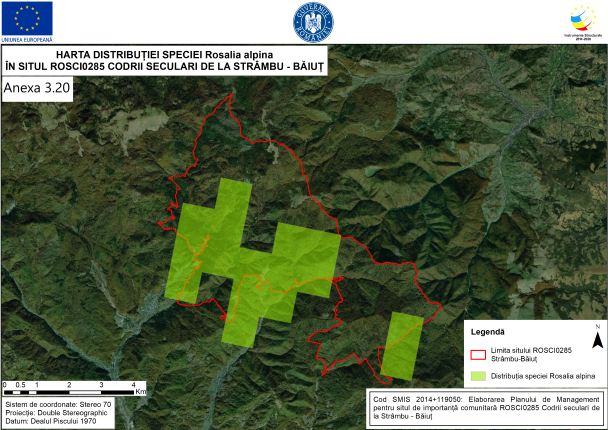 UNIUNEA EUROPEANĂ
GUVERNUL ROMÂNIEI
Instrumente Structurale
2014-2020
HARTA DISTRIBUȚIEI SPECIEI Rosalia alpina
ÎN SITUL ROSCI0285 CODRII SECULARI DE LA STRÂMBU - BĂIUȚ
Anexa 3.20
N
Legendă
Limita sitului ROSCI0285
Strâmbu-Băiuț
Distribuția speciei Rosalia alpina
0 0.5 1 2 3 4
Km
Sistem de coordonate: Stereo 70
Proiecție: Double Stereographic
Datum: Dealul Piscului 1970
Cod SMIS 2014+119050: Elaborarea Planului de Management
pentru situl de importanță comunitară ROSCI0285 Codrii seculari de
la Strâmbu - Băiuț